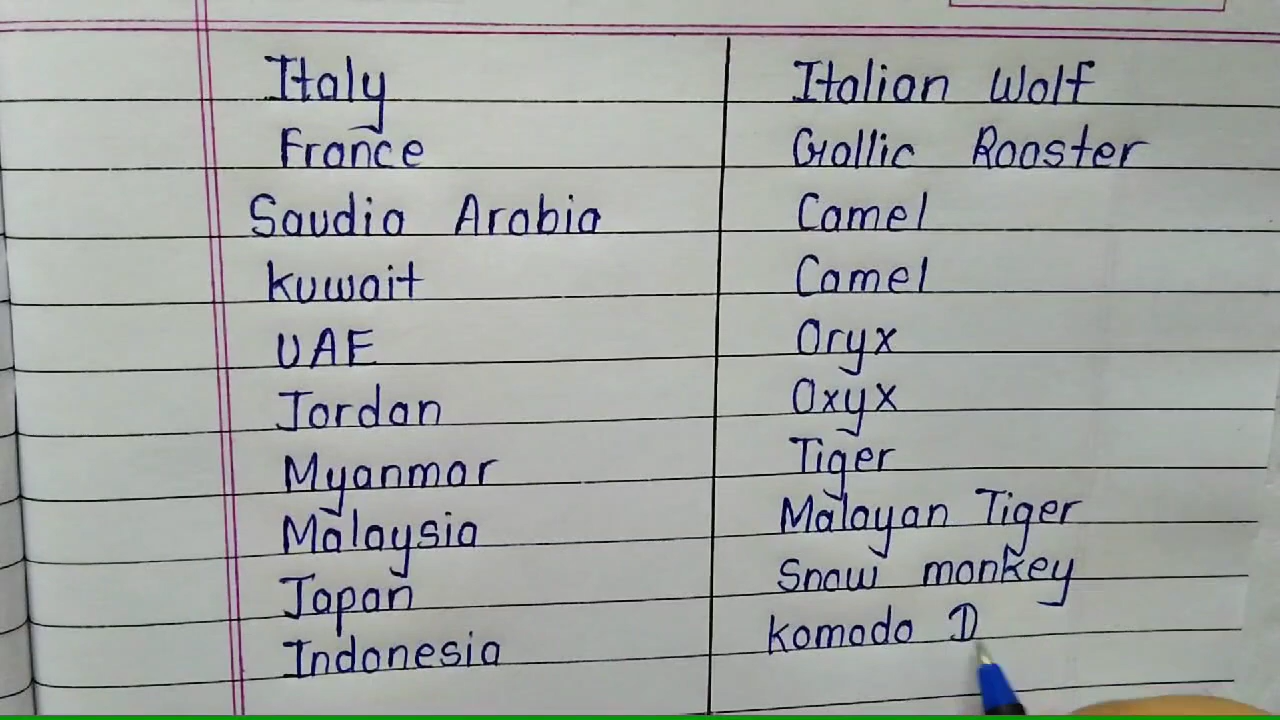 Italy Italian Wolf
France Gallic Rooster
Saudia Arabia Camel
Kuwait Camel
UAE Oryx
Jordan Oxyx
Myanmar Tiger
Malaysia Malayan Tiger
Japan Snow monkey
Indonesia Komodo D